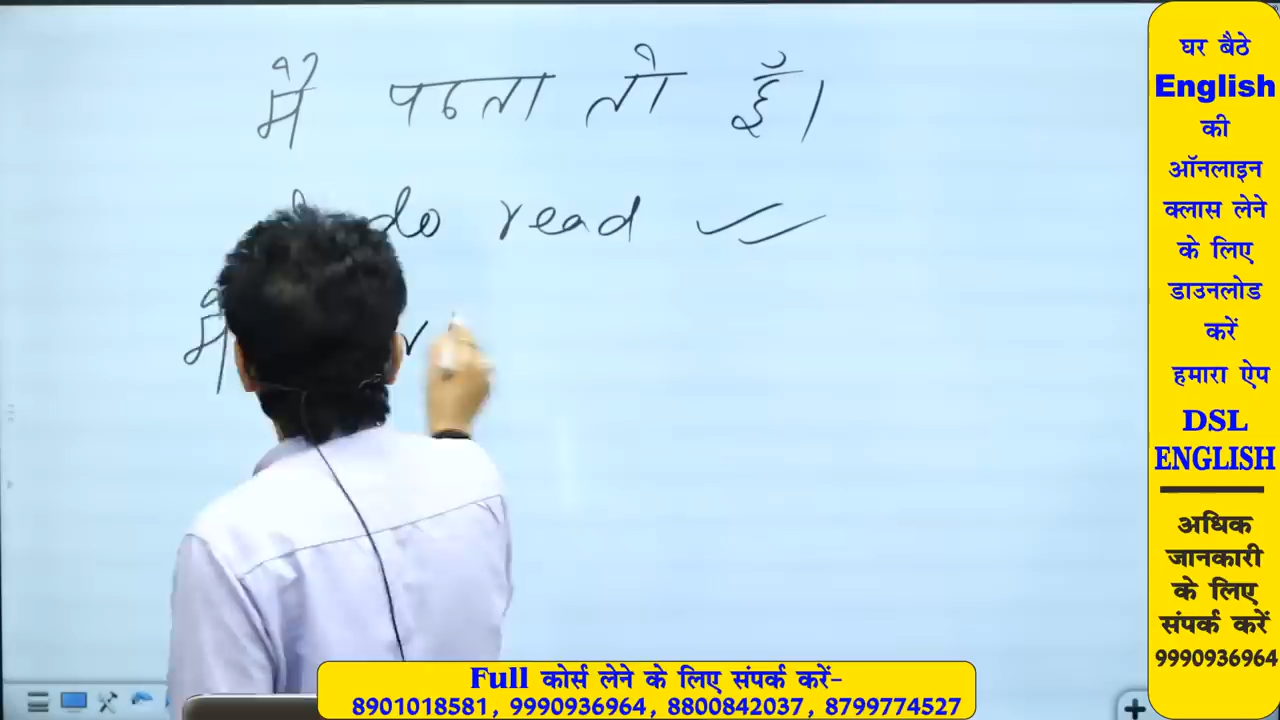 मैं पढता तो हूँ।
do read
मैं
घर बैठे
English
की
ऑनलाइन
क्लास लेने
के लिए
डाउनलोड
करें
हमारा ऐप
DSL
ENGLISH
अधिक
जानकारी
के लिए
संपर्क करें
9990936964
Full कोर्स लेने के लिए संपर्क करें-
8901018581, 9990936964, 8800842037, 8799774527